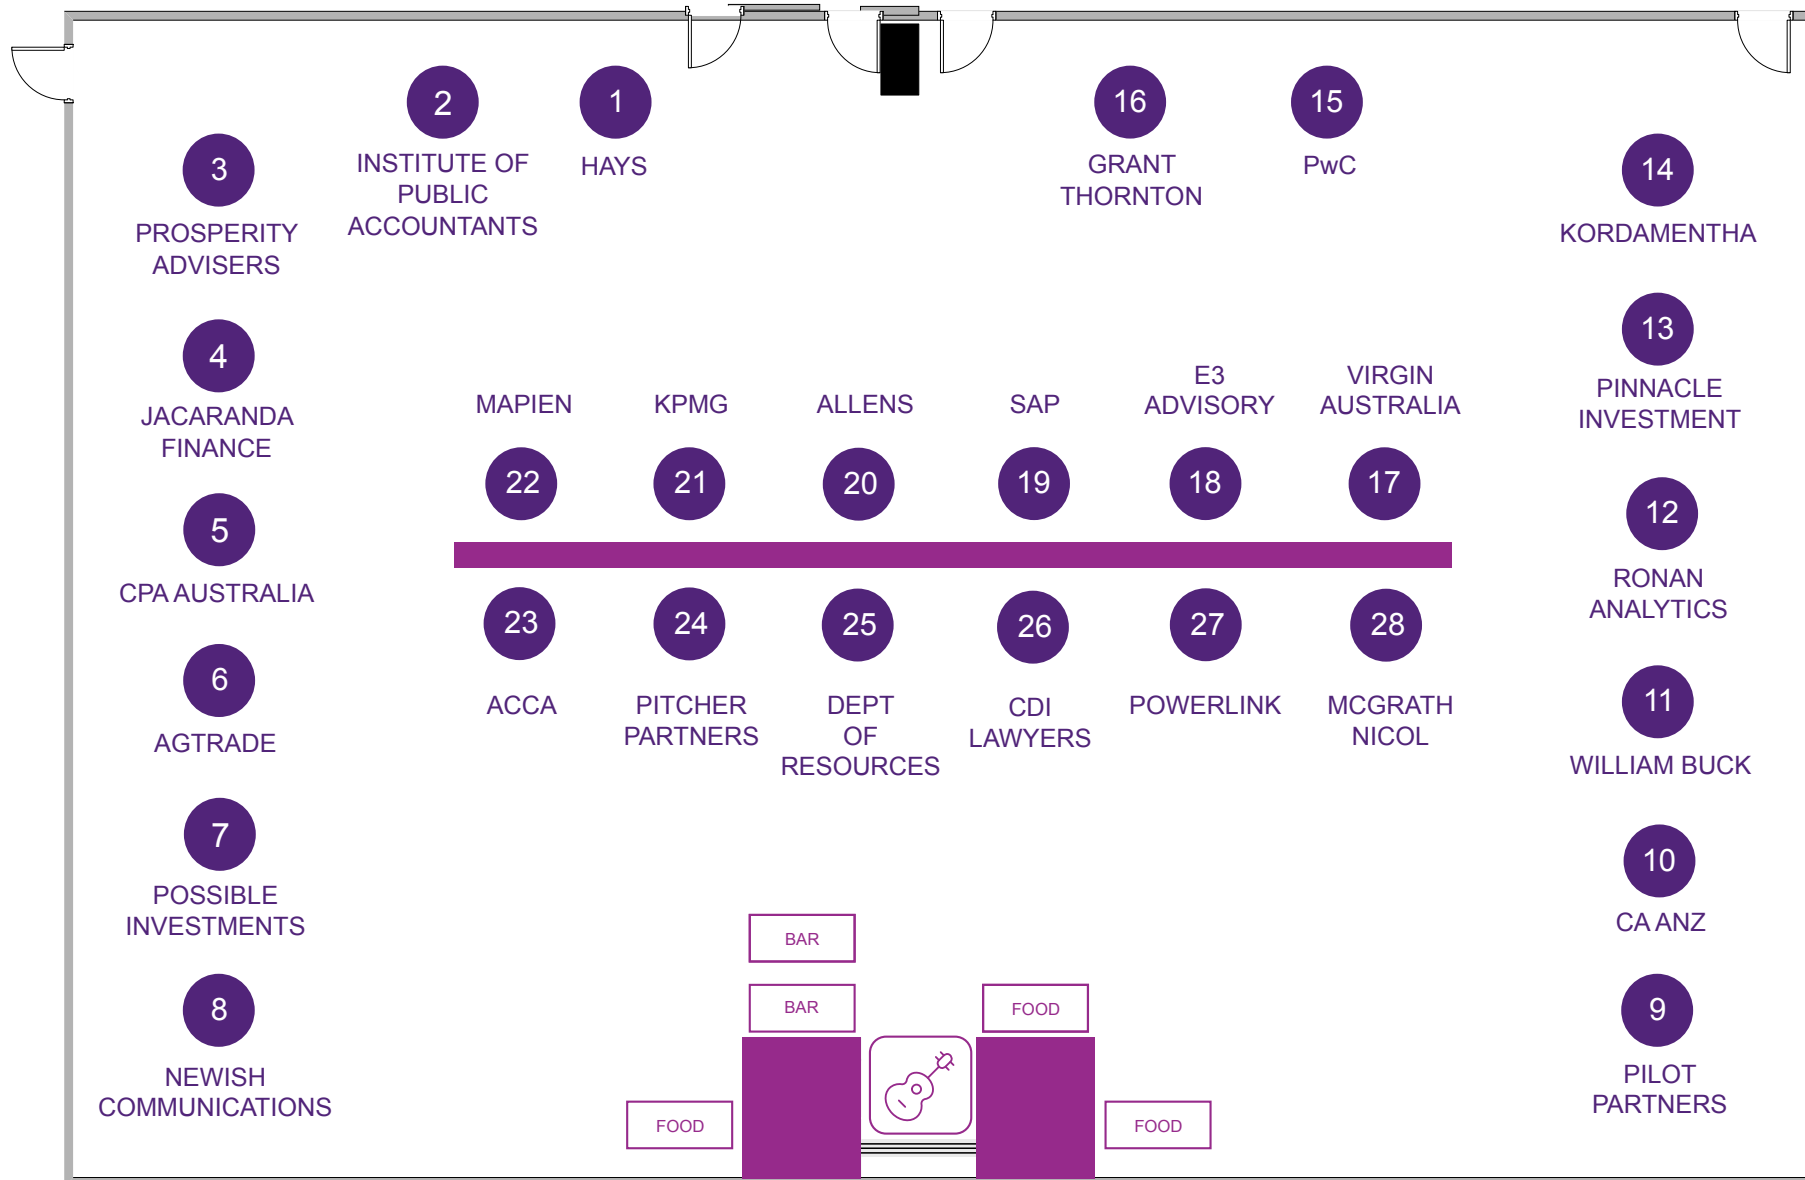 2
1
16
15
INSTITUTE OF
PUBLIC
ACCOUNTANTS
HAYS
GRANT
THORNTON
PwC
3
PROSPERITY
ADVISERS
14
KORDAMENTHA
4
JACARANDA
FINANCE
13
PINNACLE
INVESTMENT
MAPIEN
KPMG
ALLENS
SAP
E3
ADVISORY
VIRGIN
AUSTRALIA
22
21
20
19
18
17
5
CPA AUSTRALIA
12
RONAN
ANALYTICS
23
24
25
26
27
28
ACCA
PITCHER
PARTNERS
DEPT
OF
RESOURCES
CDI
LAWYERS
POWERLINK
MCGRATH
NICOL
6
AGTRADE
11
WILLIAM BUCK
7
POSSIBLE
INVESTMENTS
10
CA ANZ
BAR
BAR
FOOD
8
NEWISH
COMMUNICATIONS
9
PILOT
PARTNERS
FOOD
FOOD